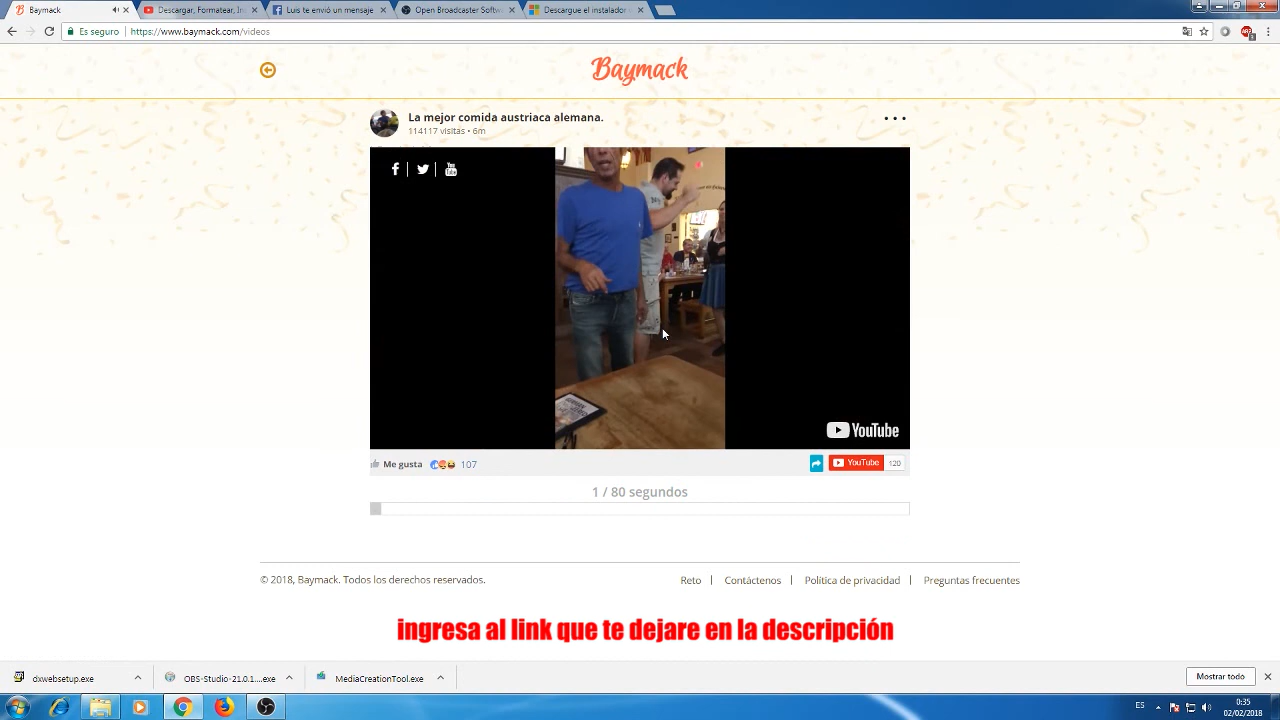 Baymack
Descargar, Formatear, In
Luis te envió un mensaje
Open Broadcaster Softw
Descargue el instalador
Es seguro
https://www.baymack.com/videos
Baymack
La mejor comida austriaca alemana.
114117 visitas • 6m
You Tube
YouTube
Me gusta
107
YouTube
120
1 / 80 segundos
© 2018, Baymack. Todos los derechos reservados.
Reto
Contáctenos
Política de privacidad
Preguntas frecuentes
ingresa al link que te dejare en la descripción
dxwebsetup.exe
OBS-Studio-21.0.1....exe
MediaCreationTool.exe
Mostrar todo
ES
0:35
02/02/2018